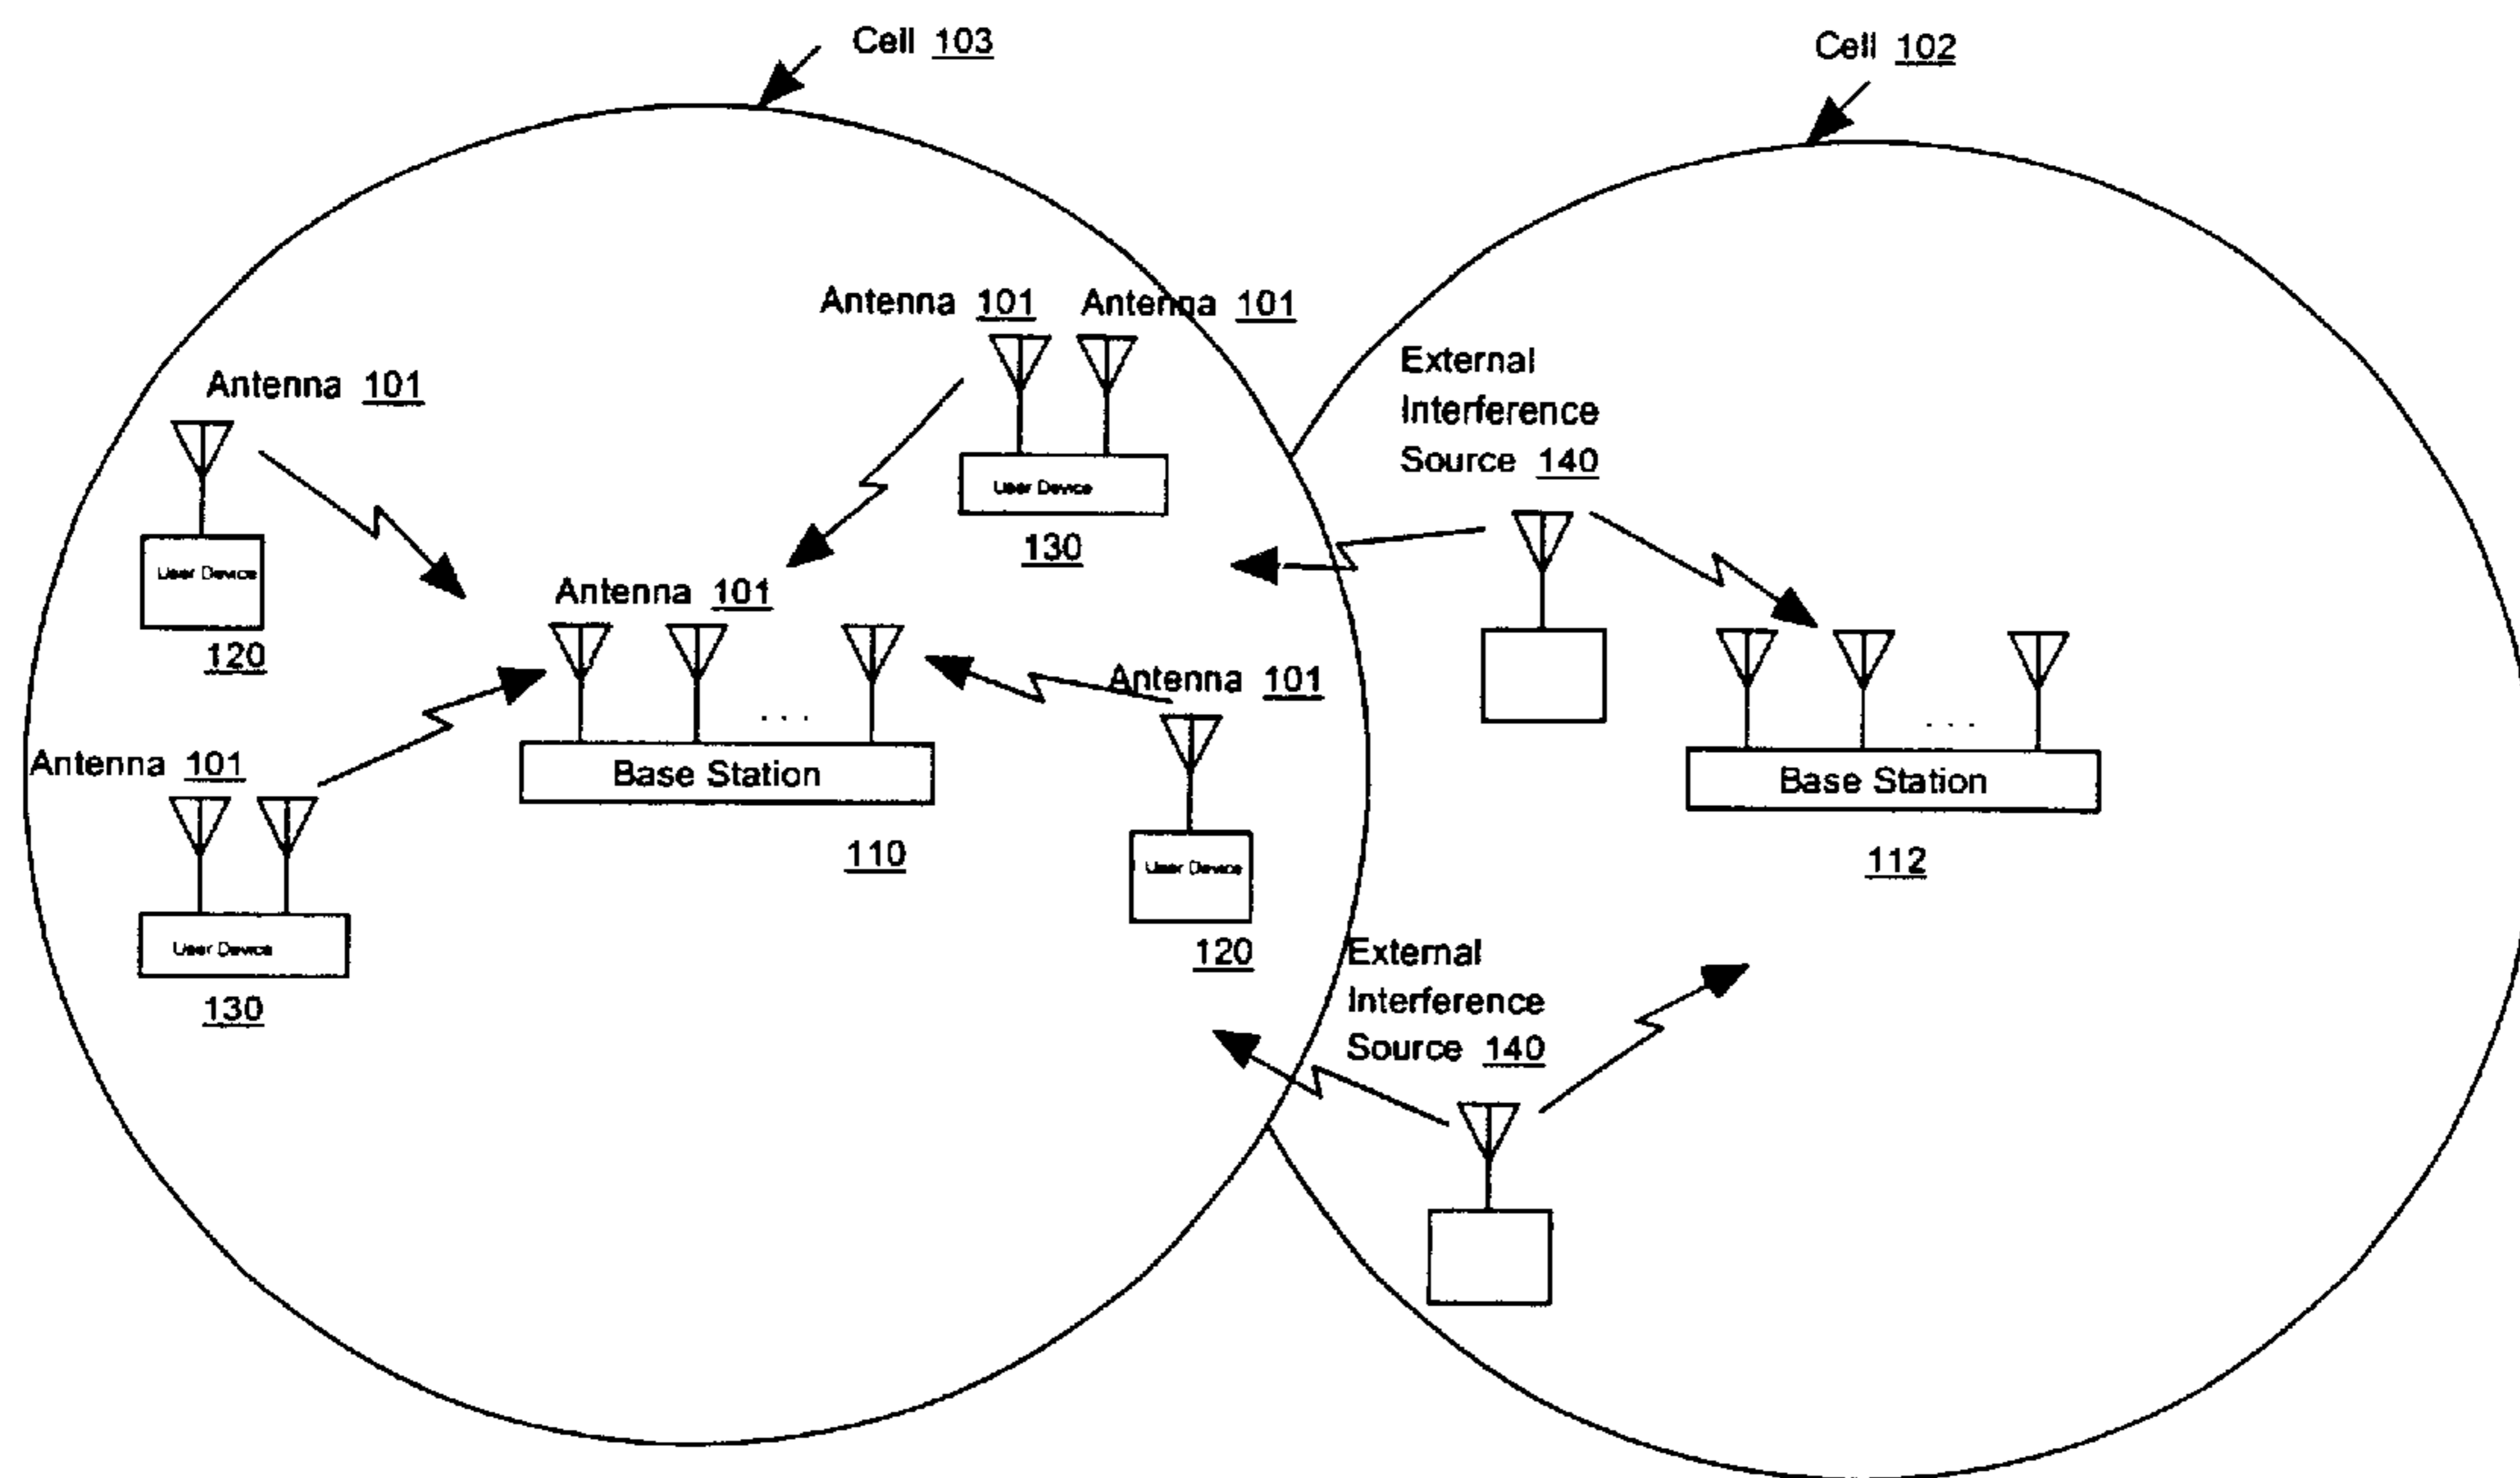 Cell 103
Cell 102
Antenna 101 Antenna 101
External
Interference
Source 140
Antenna 101
User Device
130
User Device
120
Antenna 101
Antenna 101
Antenna 101
Base Station
110
Base Station
112
User Device
120
User Device
130
External
Interference
Source 140
. . .
. . .